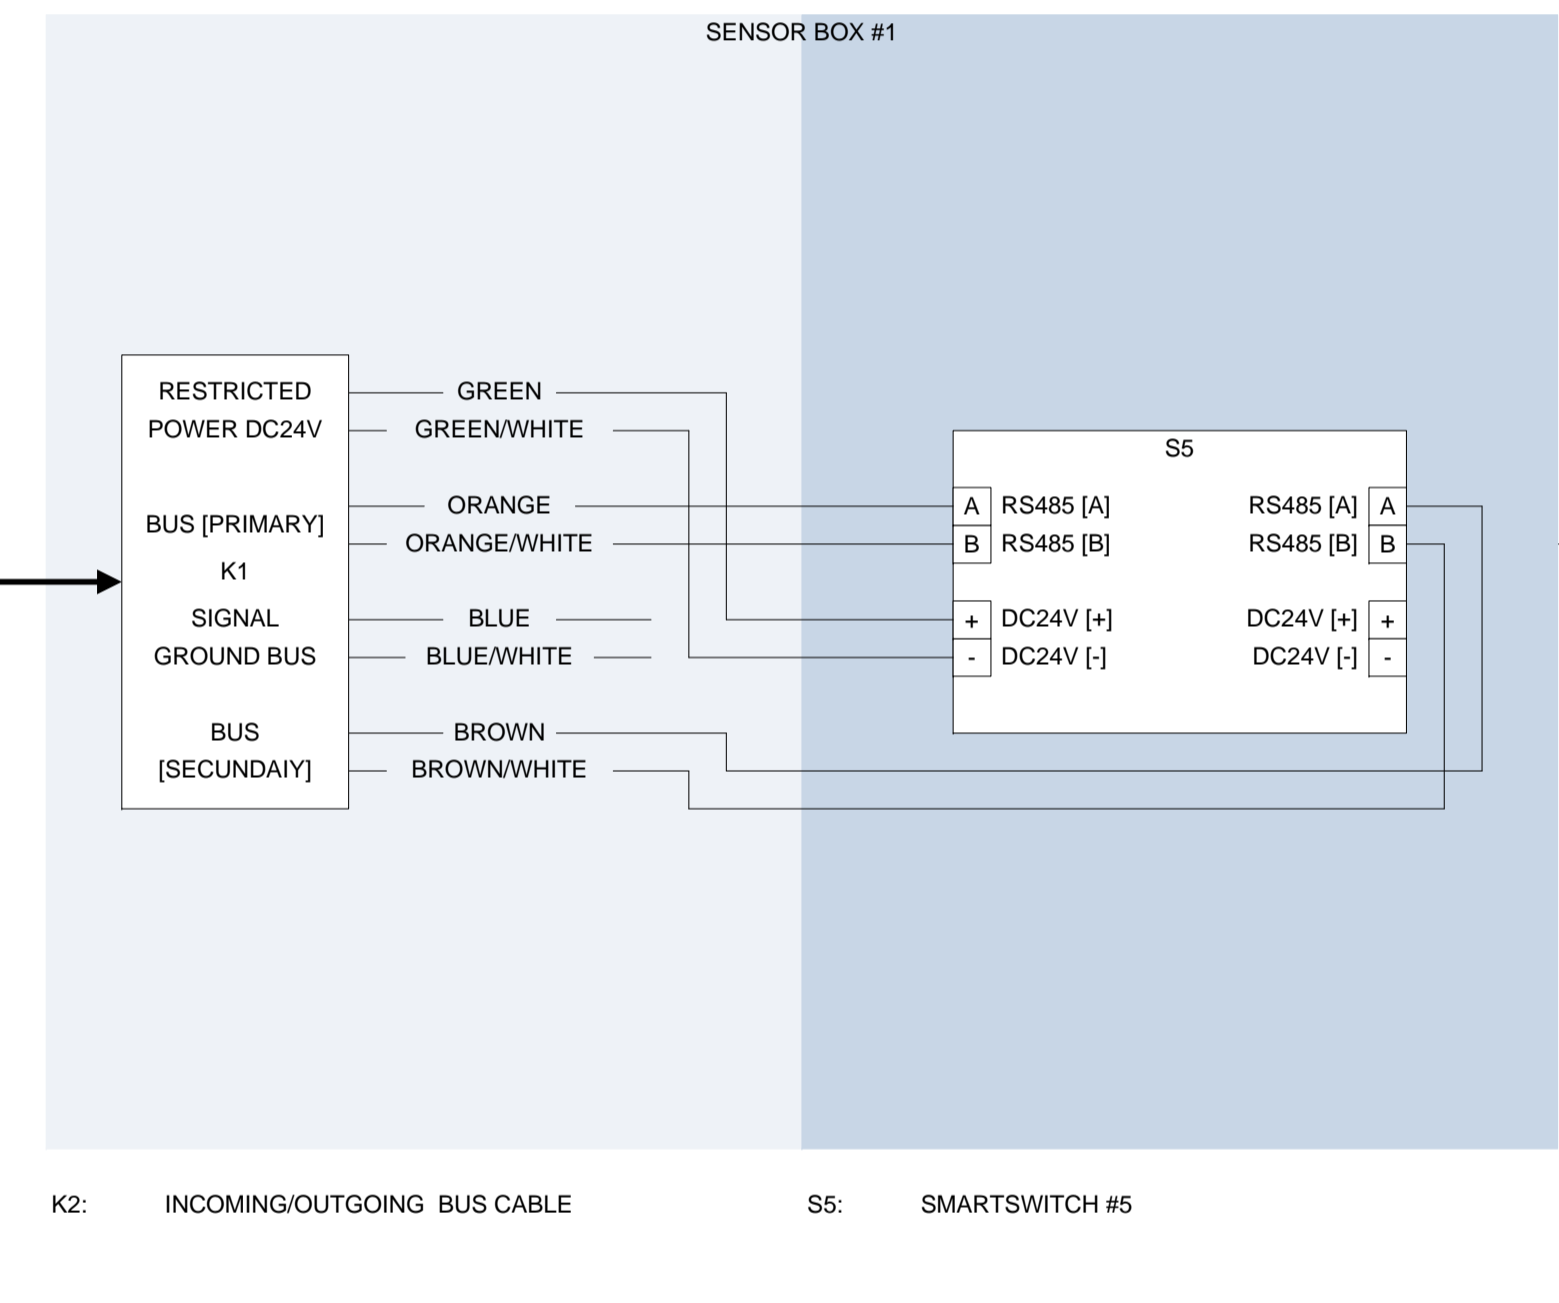 SENSOR BOX #1
RESTRICTED
POWER DC24V
BUS [PRIMARY]
K1
SIGNAL
GROUND BUS
BUS
[SECUNDAIY]
GREEN
GREEN/WHITE
ORANGE
ORANGE/WHITE
BLUE
BLUE/WHITE
BROWN
BROWN/WHITE
S5
A RS485 [A] RS485 [A] A
B RS485 [B] RS485 [B] B
+ DC24V [+] DC24V [+] +
- DC24V [-] DC24V [-] -
K2: INCOMING/OUTGOING BUS CABLE
S5: SMARTSWITCH #5